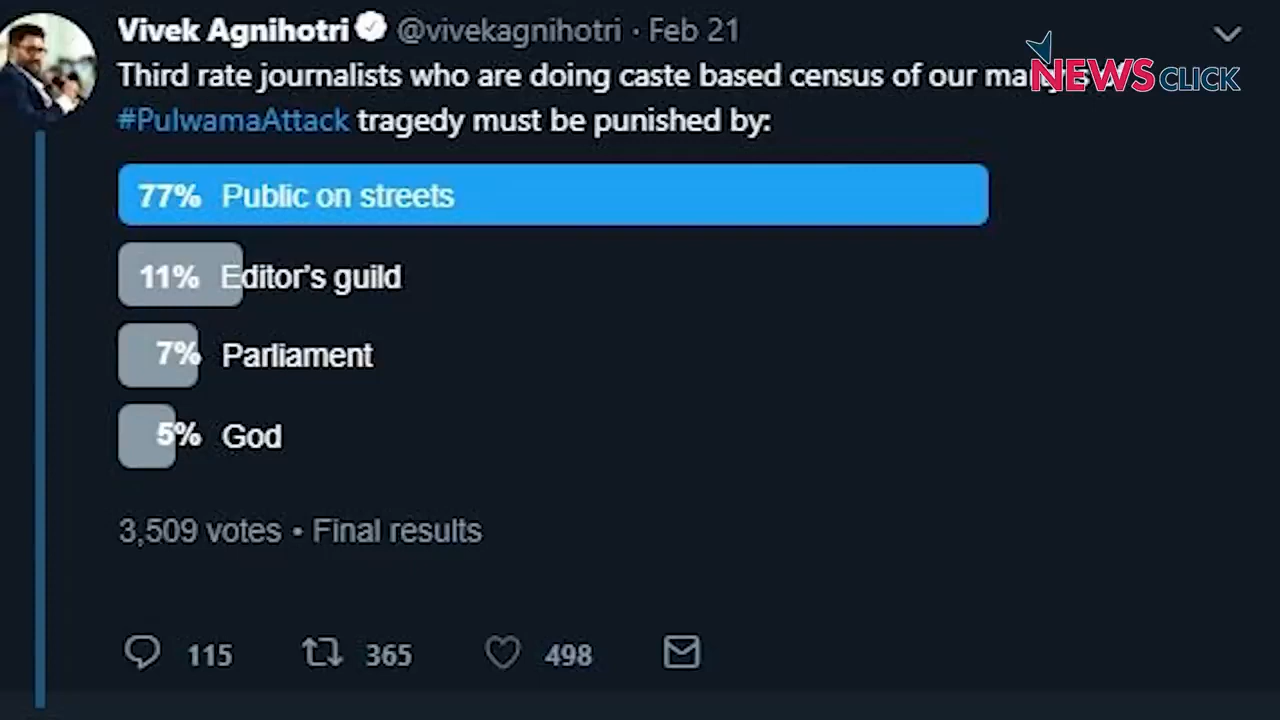 Vivek Agnihotri @vivekagnihotri · Feb 21
Third rate journalists who are doing caste based census of our
NEWSCLICK
#PulwamaAttack tragedy must be punished by:
77% Public on streets
11% Editor's guild
7% Parliament
5% God
3,509 votes • Final results
115 365 498